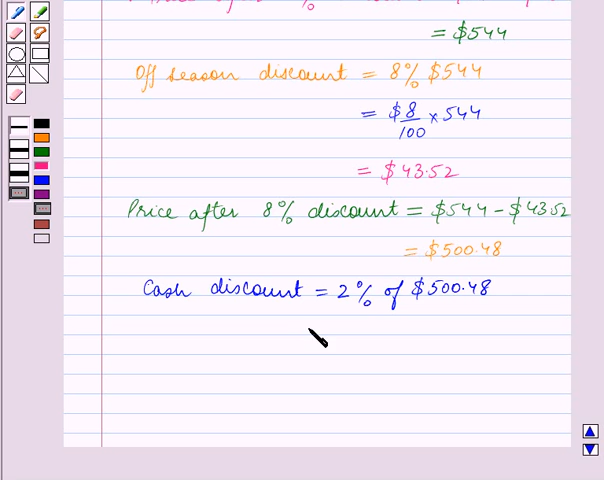 %
= $544
Off season discount = 8% $544
= $8/100 × 544
= $43.52
Price after 8% discount = $544 - $43.52
= $500.48
Cash discount = 2% of $500.48